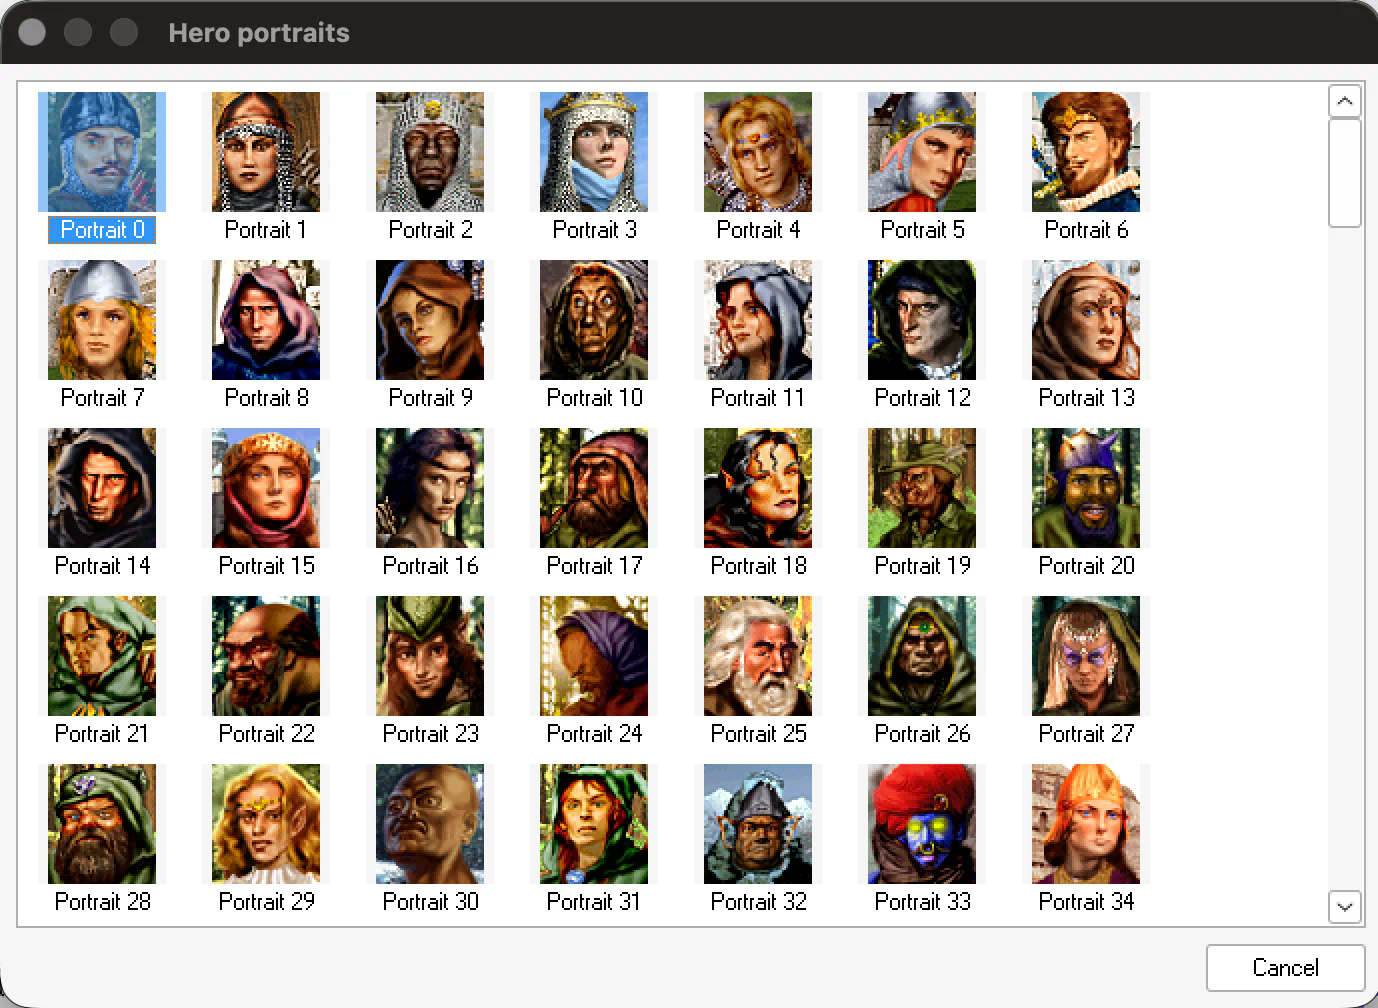 Hero portraits
Portrait 0
Portrait 1
Portrait 2
Portrait 3
Portrait 4
Portrait 5
Portrait 6
Portrait 7
Portrait 8
Portrait 9
Portrait 10
Portrait 11
Portrait 12
Portrait 13
Portrait 14
Portrait 15
Portrait 16
Portrait 17
Portrait 18
Portrait 19
Portrait 20
Portrait 21
Portrait 22
Portrait 23
Portrait 24
Portrait 25
Portrait 26
Portrait 27
Portrait 28
Portrait 29
Portrait 30
Portrait 31
Portrait 32
Portrait 33
Portrait 34
Cancel